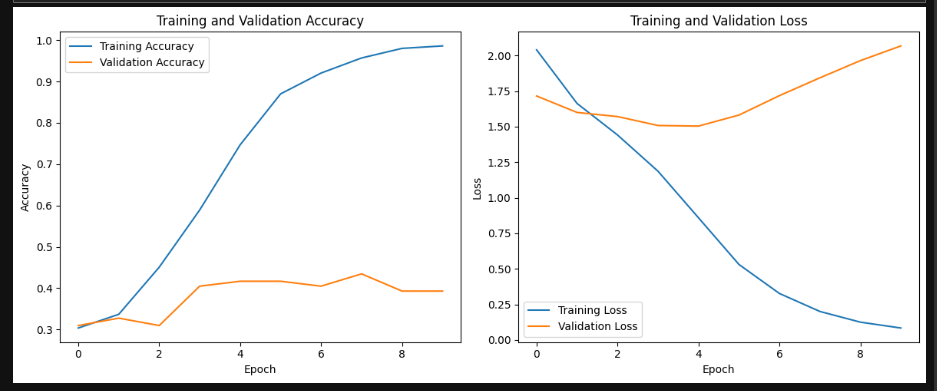 Training and Validation Accuracy
1.0
0.9
0.8
0.7
0.6
0.5
0.4
0.3
Accuracy
Training Accuracy
Validation Accuracy
0 2 4 6 8
Epoch
Training and Validation Loss
2.00
1.75
1.50
1.25
1.00
0.75
0.50
0.25
0.00
Loss
Training Loss
Validation Loss
0 2 4 6 8
Epoch